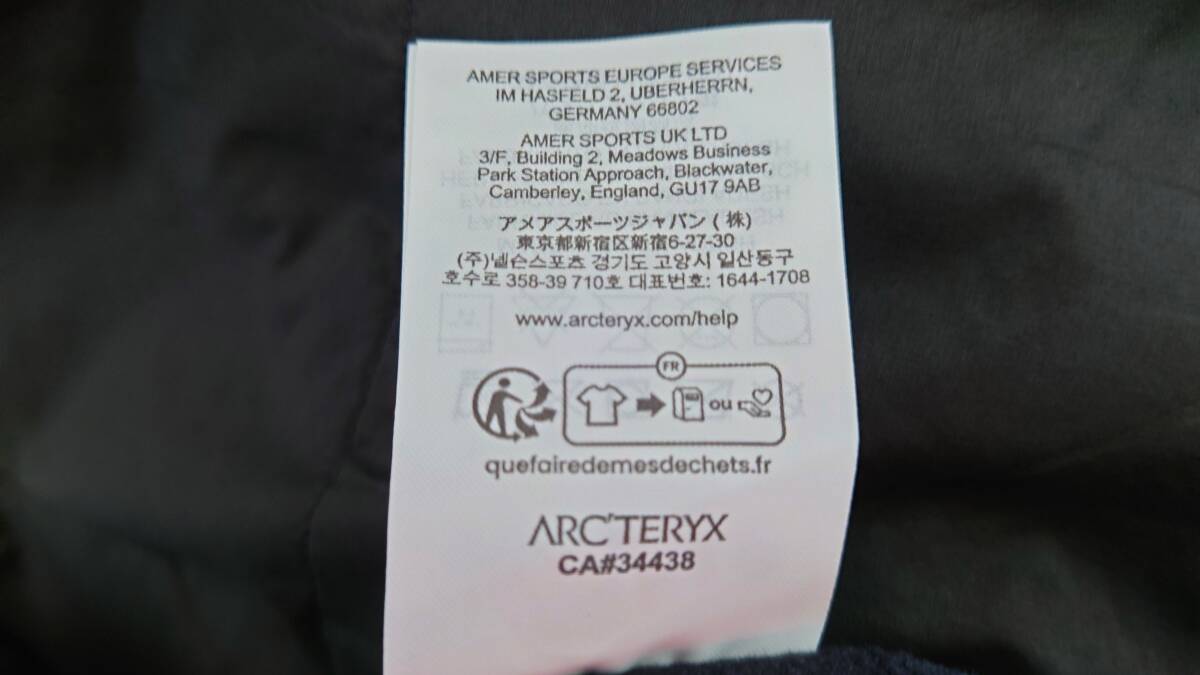 AMER SPORTS EUROPE SERVICES
IM HASFELD 2, UBERHERRN,
GERMANY 66802
AMER SPORTS UK LTD
3/F, Building 2, Meadows Business
Park Station Approach, Blackwater,
Camberley, England, GU17 9AB
アメアスポーツジャパン ( 株)
東京都新宿区新宿6-27-30
(주)넬슨스포츠 경기도 고양시 일산동구
호수로 358-39 710호 대표번호: 1644-1708
www.arcteryx.com/help
FR
ou
quefairedemesdechets.fr
ARC'TERYX
CA#34438